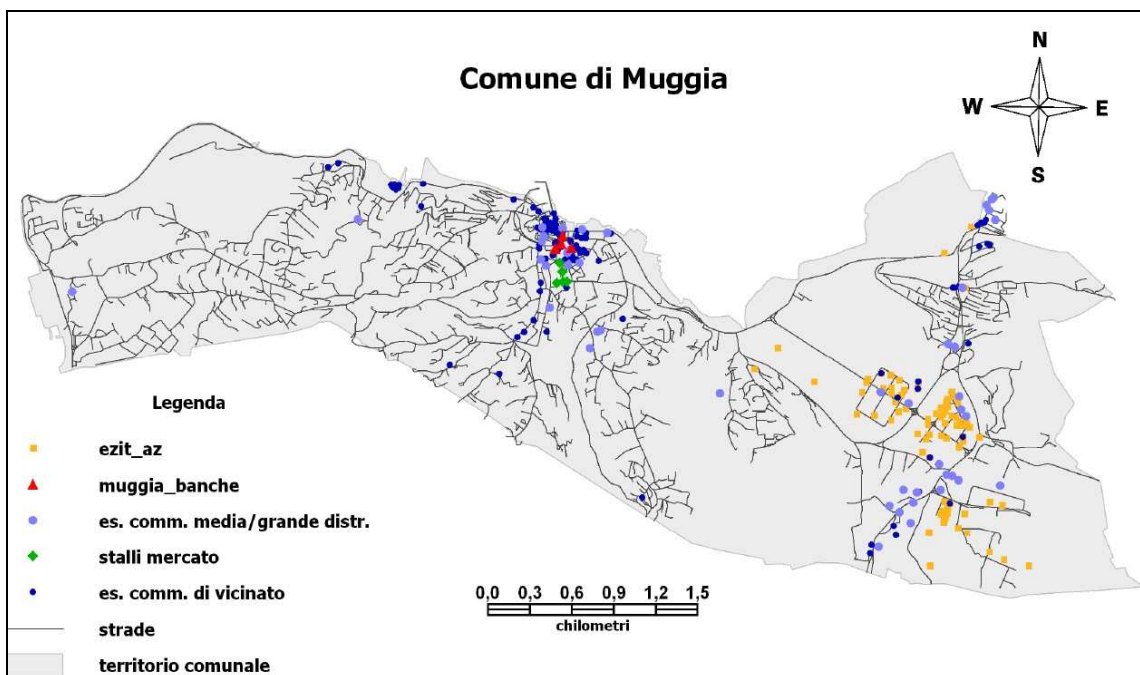 Comune di Muggia
N
W E
S
Legenda
ezit_az
muggia_banche
es. comm. media/grande distr.
stalli mercato
es. comm. di vicinato
strade
territorio comunale
0,0 0,3 0,6 0,9 1,2 1,5
chilometri